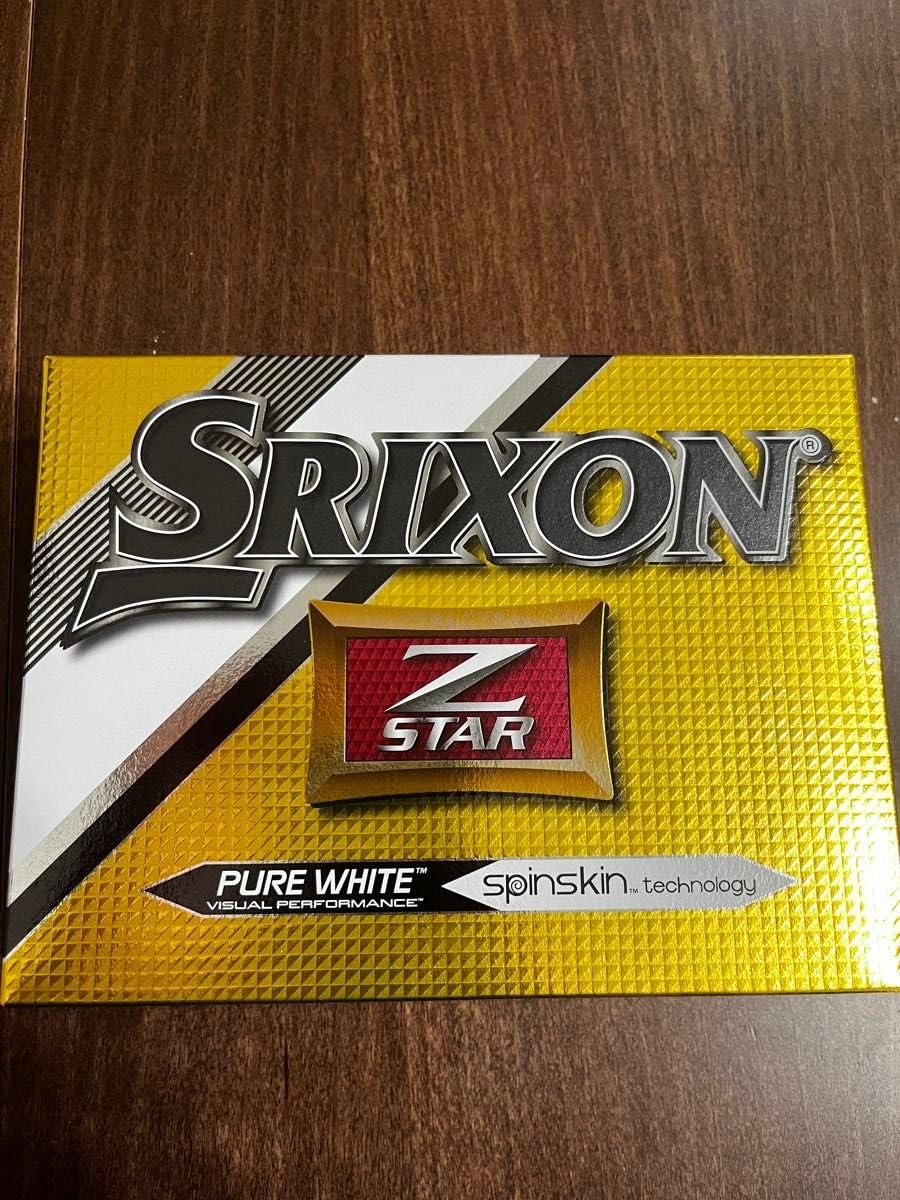 SRIXON®
Z
STAR
PURE WHITE™ spinskin™ technology
VISUAL PERFORMANCE™